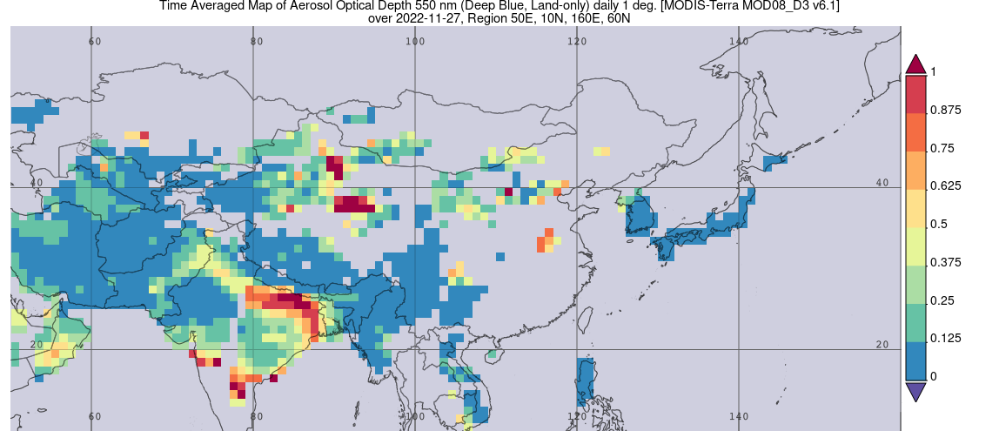 Time Averaged Map of Aerosol Optical Depth 550 nm (Deep Blue, Land-only) daily 1 deg. [MODIS-Terra MOD08_D3 v6.1]
over 2022-11-27, Region 50E, 10N, 160E, 60N
60 80 100 120 140
1
0.875
0.75
0.625
0.5
0.375
0.25
0.125
0
40 40
20 20
60 80 100 120 140